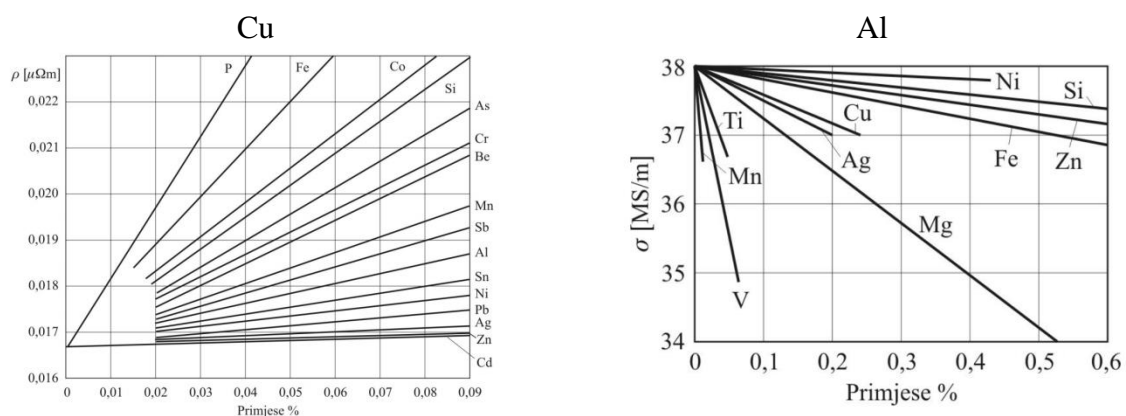 Cu
ρ [μΩm]
0,022
0,021
0,020
0,019
0,018
0,017
0,016
P
Fe
Co
Si
As
Cr
Be
Mn
Sb
Al
Sn
Ni
Pb
Ag
Zn
Cd
0 0,01 0,02 0,03 0,04 0,05 0,06 0,07 0,08 0,09
Primjese %
Al
σ [MS/m]
38
37
36
35
34
Ni
Si
Ti
Cu
Ag
Fe
Zn
Mn
Mg
V
0 0,1 0,2 0,3 0,4 0,5 0,6
Primjese %